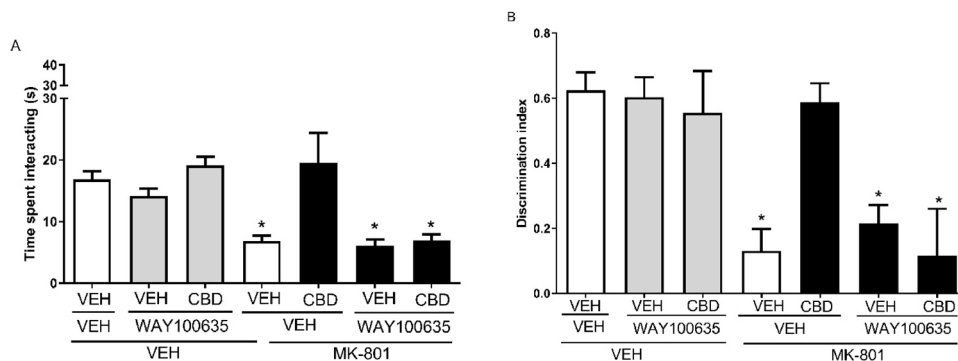 A
Time spent interacting (s)
40
30
30
20
10
0
*
*
*
VEH
VEH
CBD
VEH
CBD
VEH
CBD
VEH
WAY100635
VEH
WAY100635
VEH
MK-801
B
Discrimination index
0.8
0.6
0.4
0.2
0.0
*
*
*
VEH
VEH
CBD
VEH
CBD
VEH
CBD
VEH
WAY100635
VEH
WAY100635
VEH
MK-801